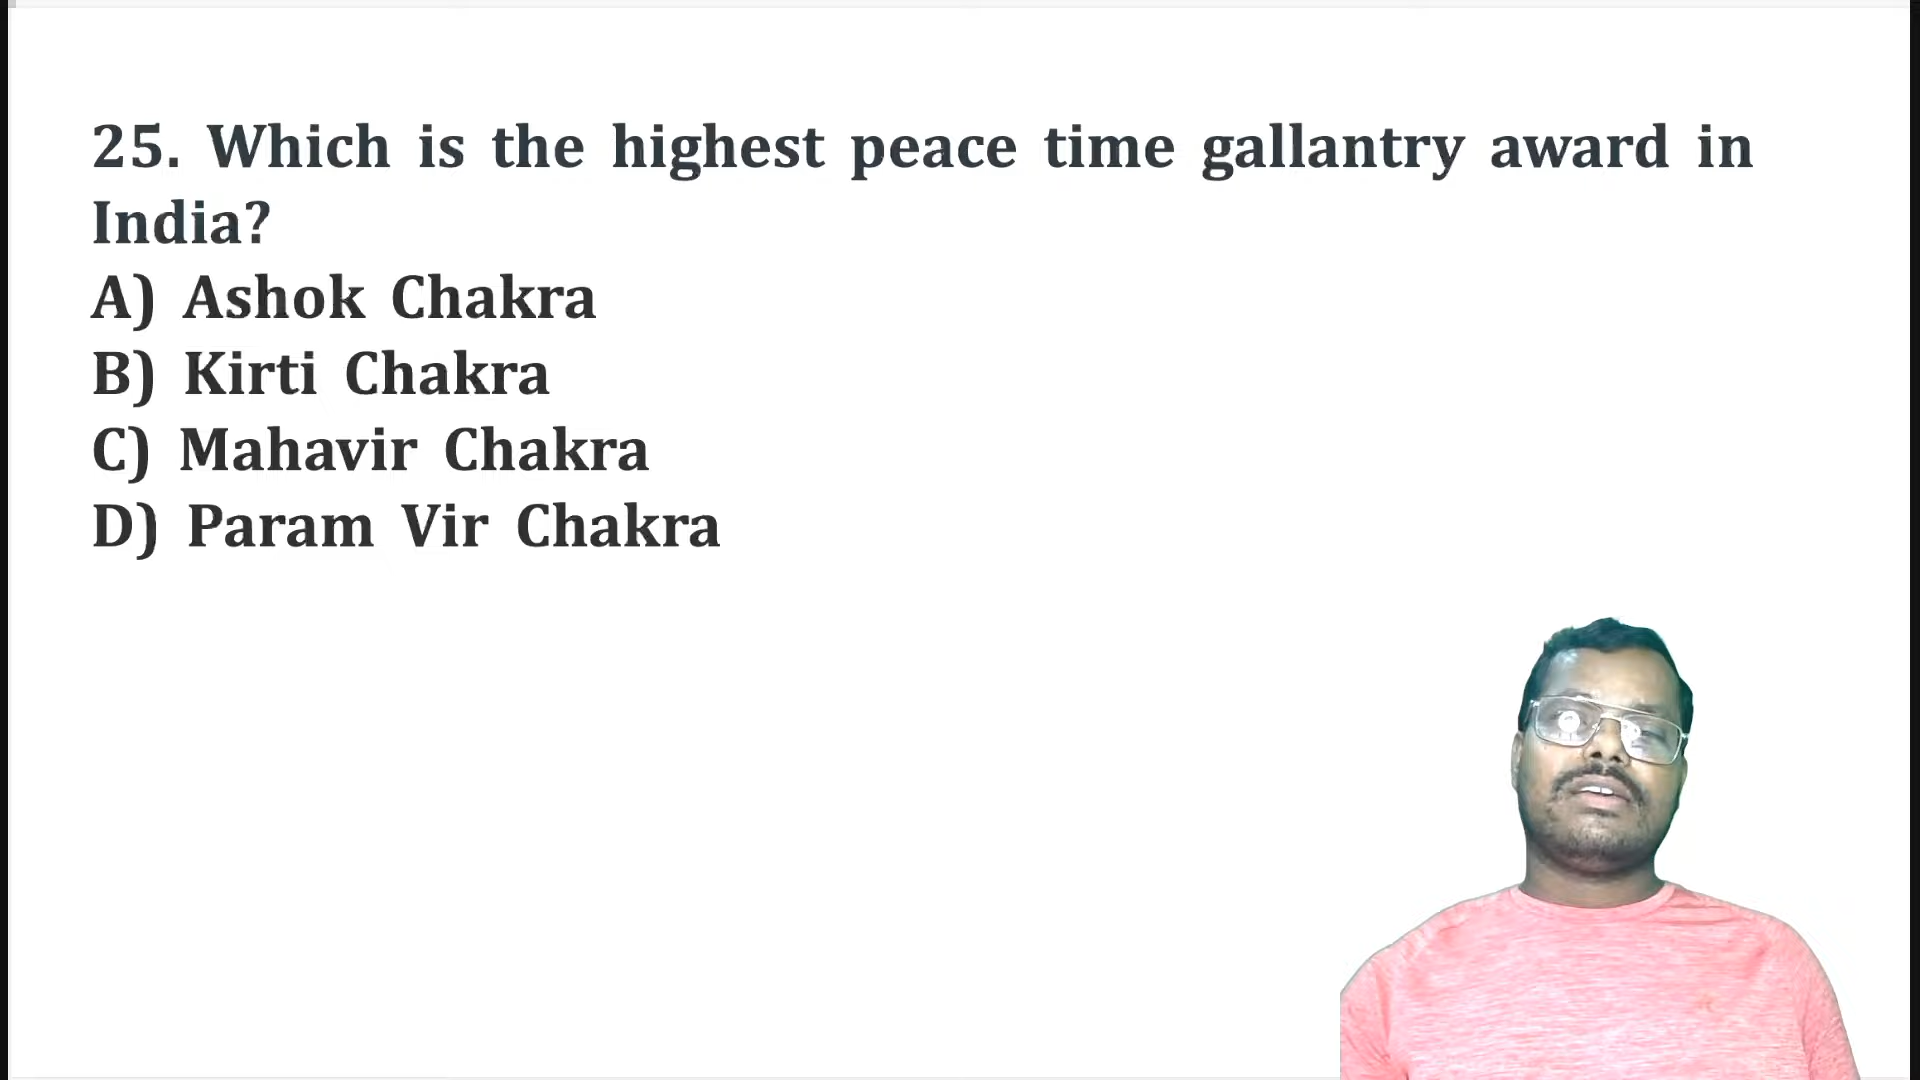 25. Which is the highest peace time gallantry award in
India?
A) Ashok Chakra
B) Kirti Chakra
C) Mahavir Chakra
D) Param Vir Chakra